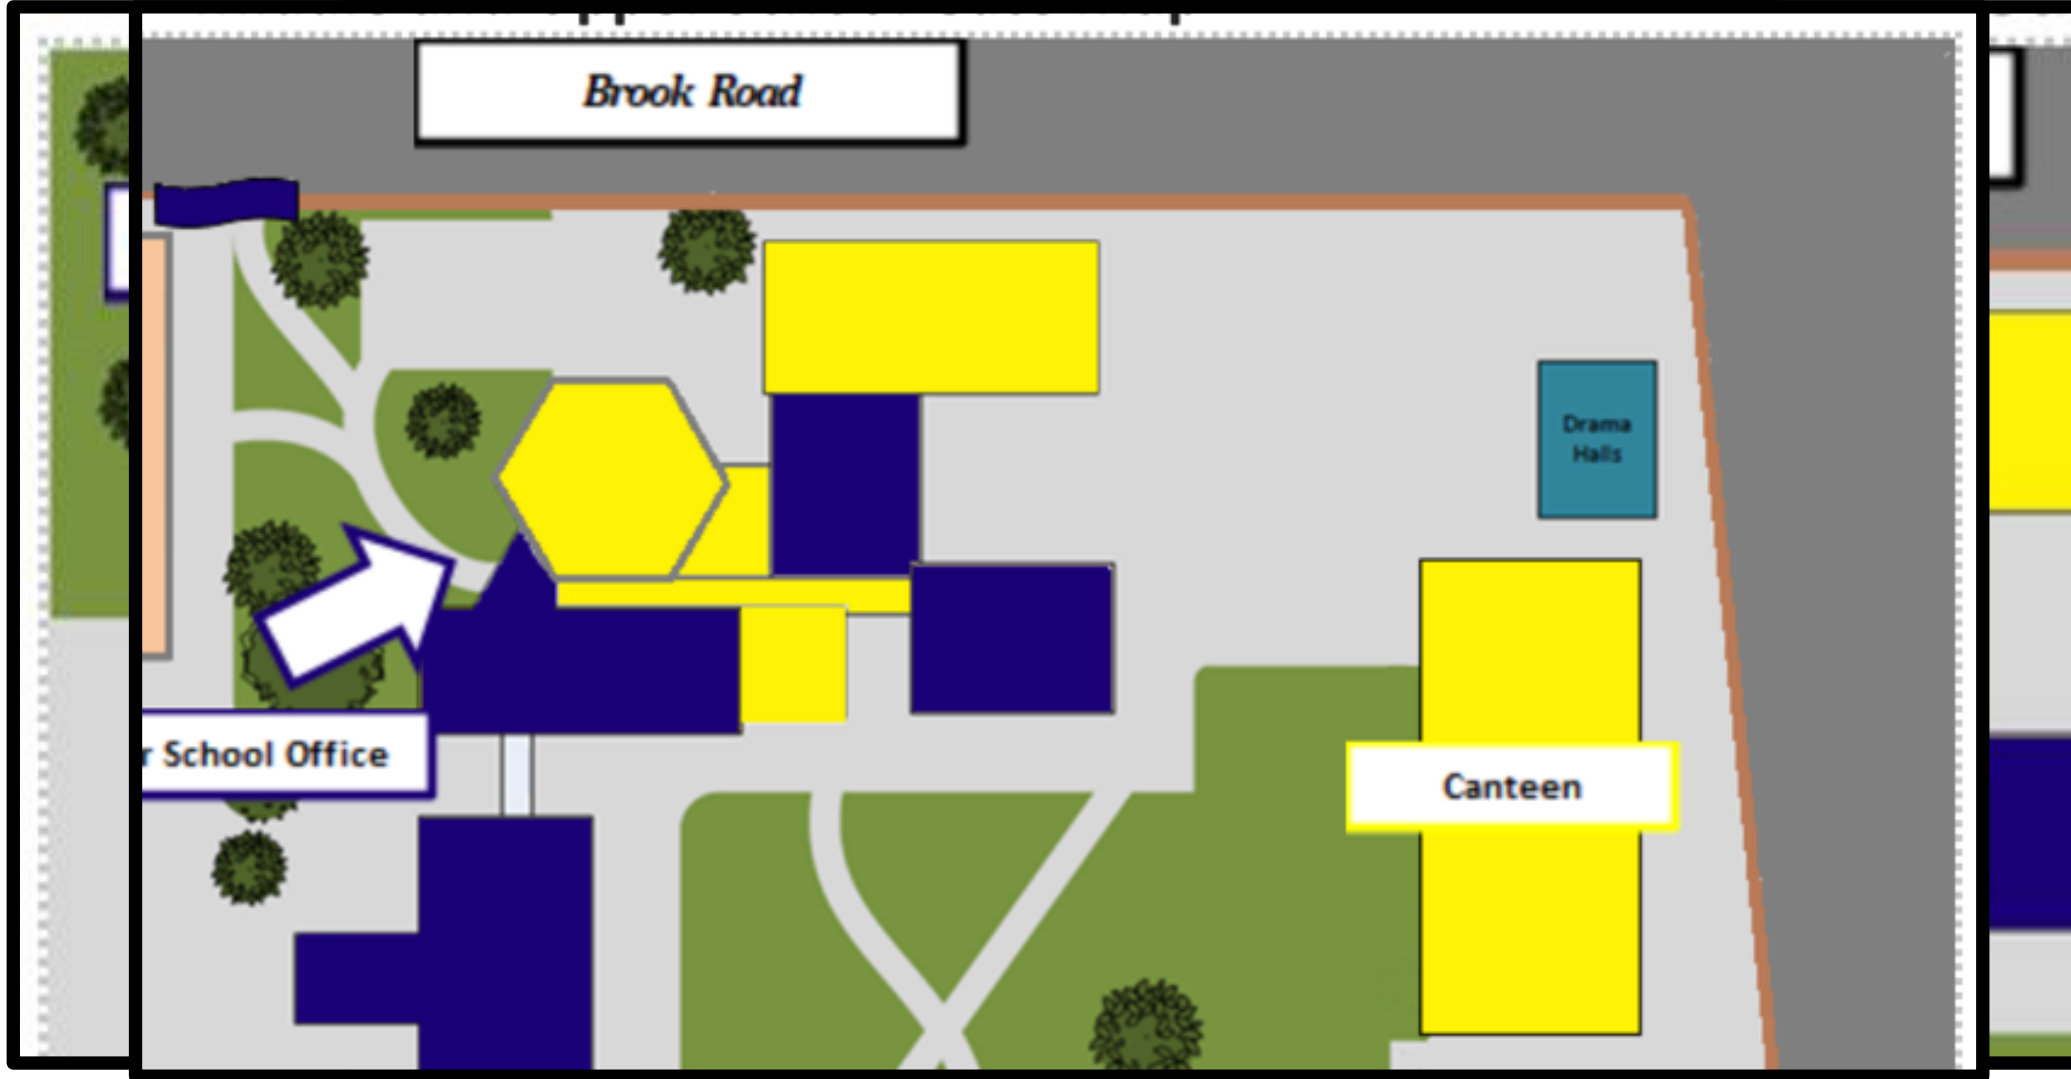 Brook Road
Drama
Halls
r School Office
Canteen